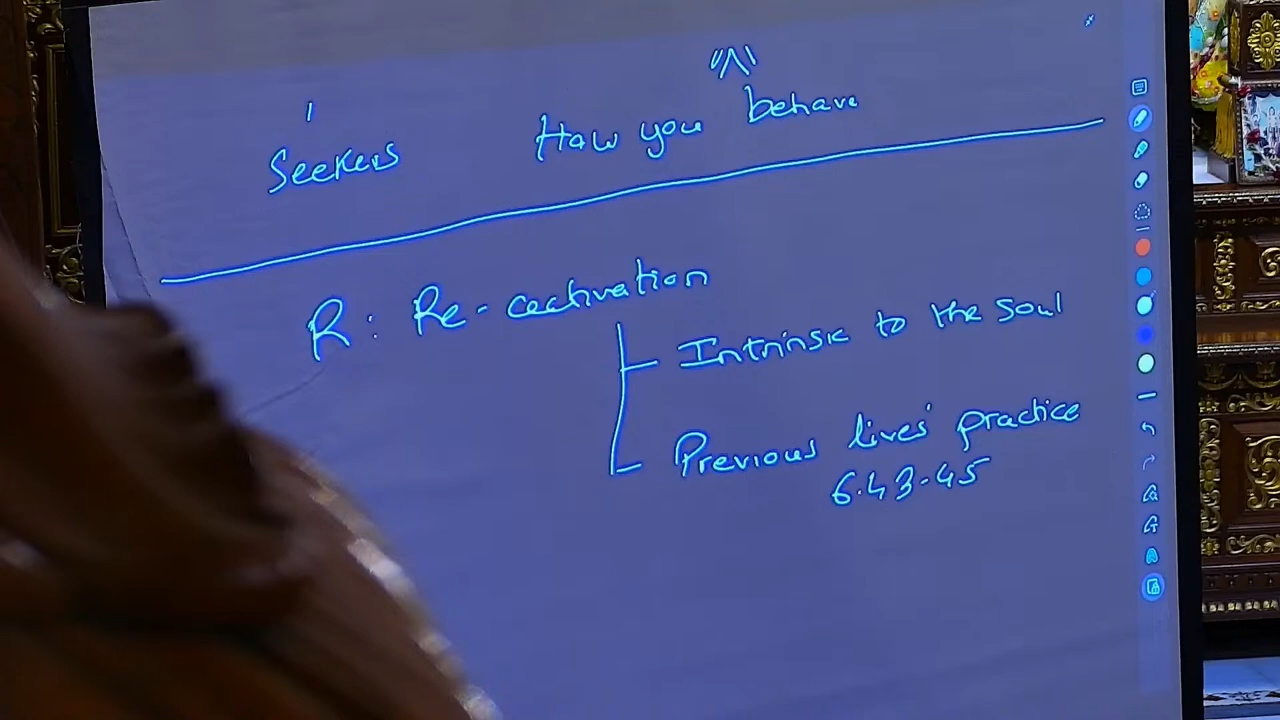 Seekers How you behave
R: Re-activation
Intrinsic to the soul
Previous lives' practice
6.43-45